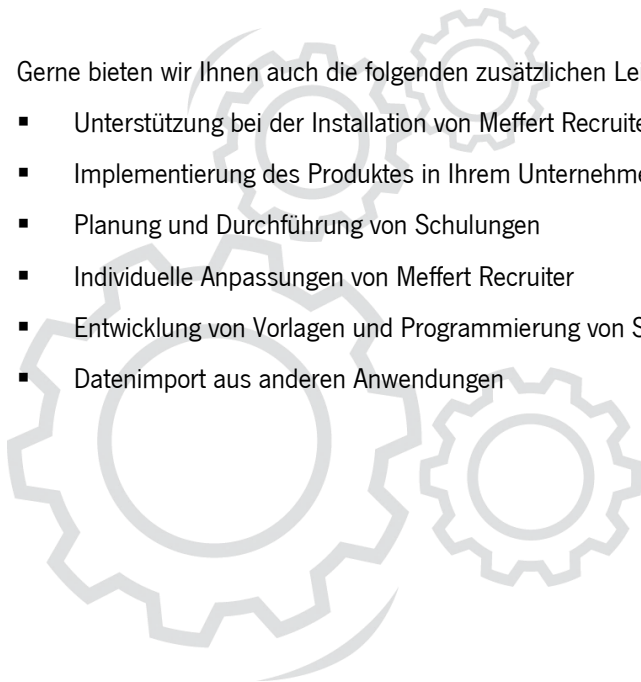 Gerne bieten wir Ihnen auch die folgenden zusätzlichen
▪ Unterstützung bei der Installation von Meffert
▪ Implementierung des Produktes in Ihrem
▪ Planung und Durchführung von Schulungen
▪ Individuelle Anpassungen von Meffert Recruiter
▪ Entwicklung von Vorlagen und Programmierung von
▪ Datenimport aus anderen Anwendungen